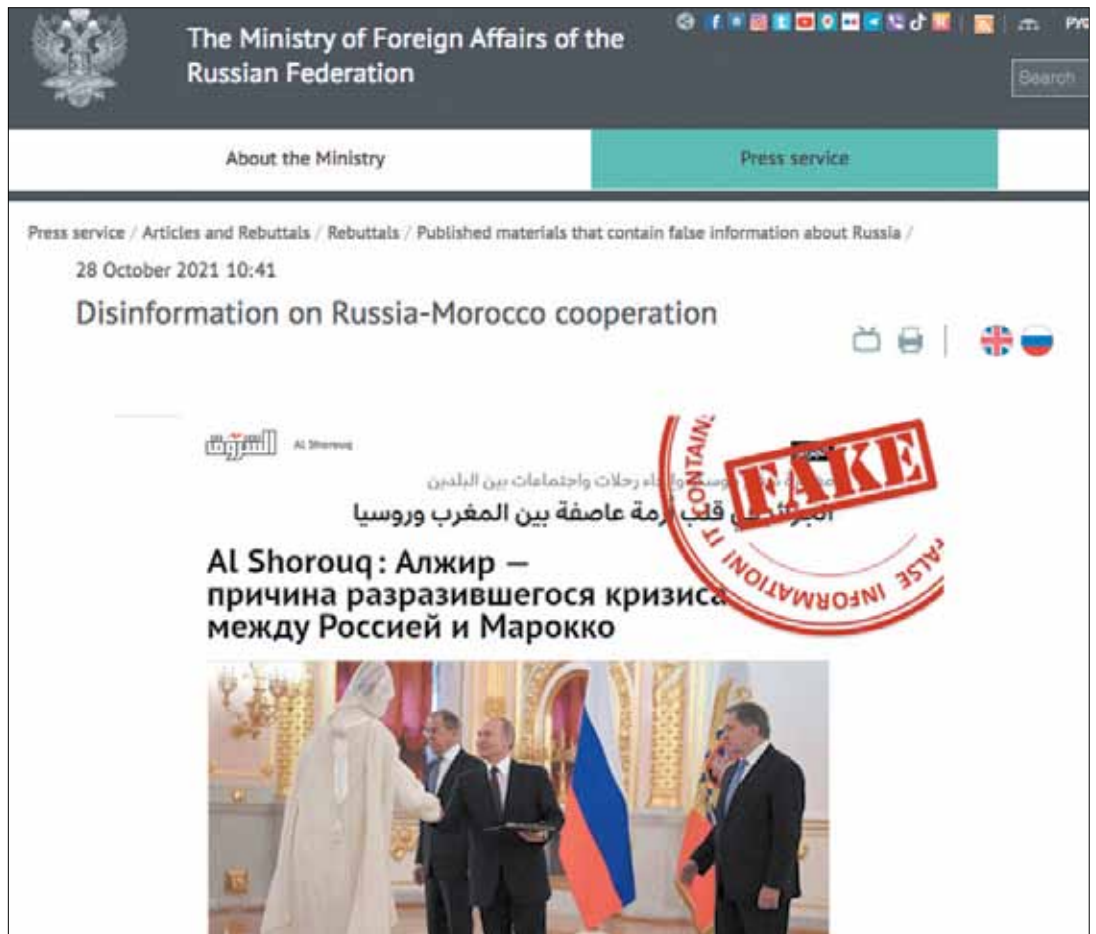 The Ministry of Foreign Affairs of the
Russian Federation
РУС
Search
About the Ministry
Press service
Press service / Articles and Rebuttals / Rebuttals / Published materials that contain false information about Russia /
28 October 2021 10:41
Disinformation on Russia-Morocco cooperation
الشروق
Al Shorouq
رحلات واجتماعات بين البلدين
قلب أزمة عاصفة بين المغرب وروسيا
FAKE
IT CONTAINS
FALSE INFORMATION!
Al Shorouq: Алжир —
причина разразившегося кризиса
между Россией и Марокко